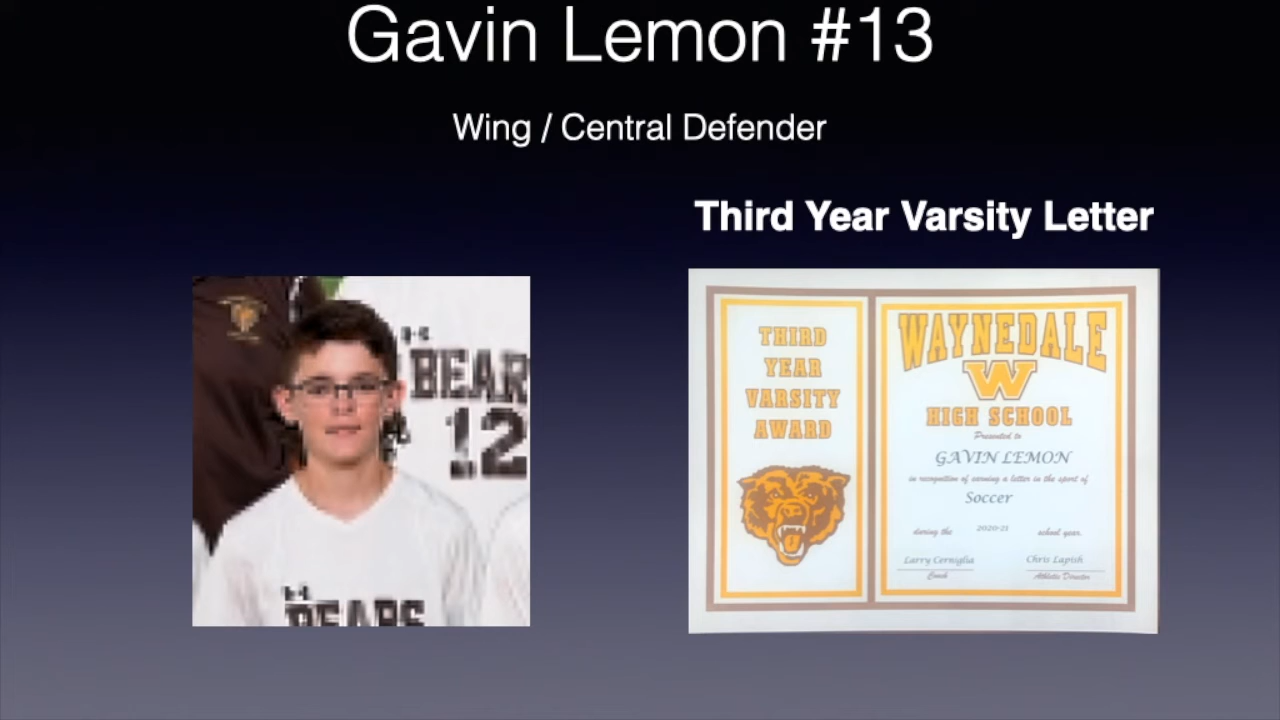 Gavin Lemon #13
Wing / Central Defender
Third Year Varsity Letter
BEAR
12
BEARS
THIRD
YEAR
VARSITY
AWARD
WAYNEDALE
W
HIGH SCHOOL
Presented to
GAVIN LEMON
in recognition of earning a letter in the sport of
Soccer
during the 2020-21 school year.
Larry Cerniglia Chris Lapish
Coach Athletic Director